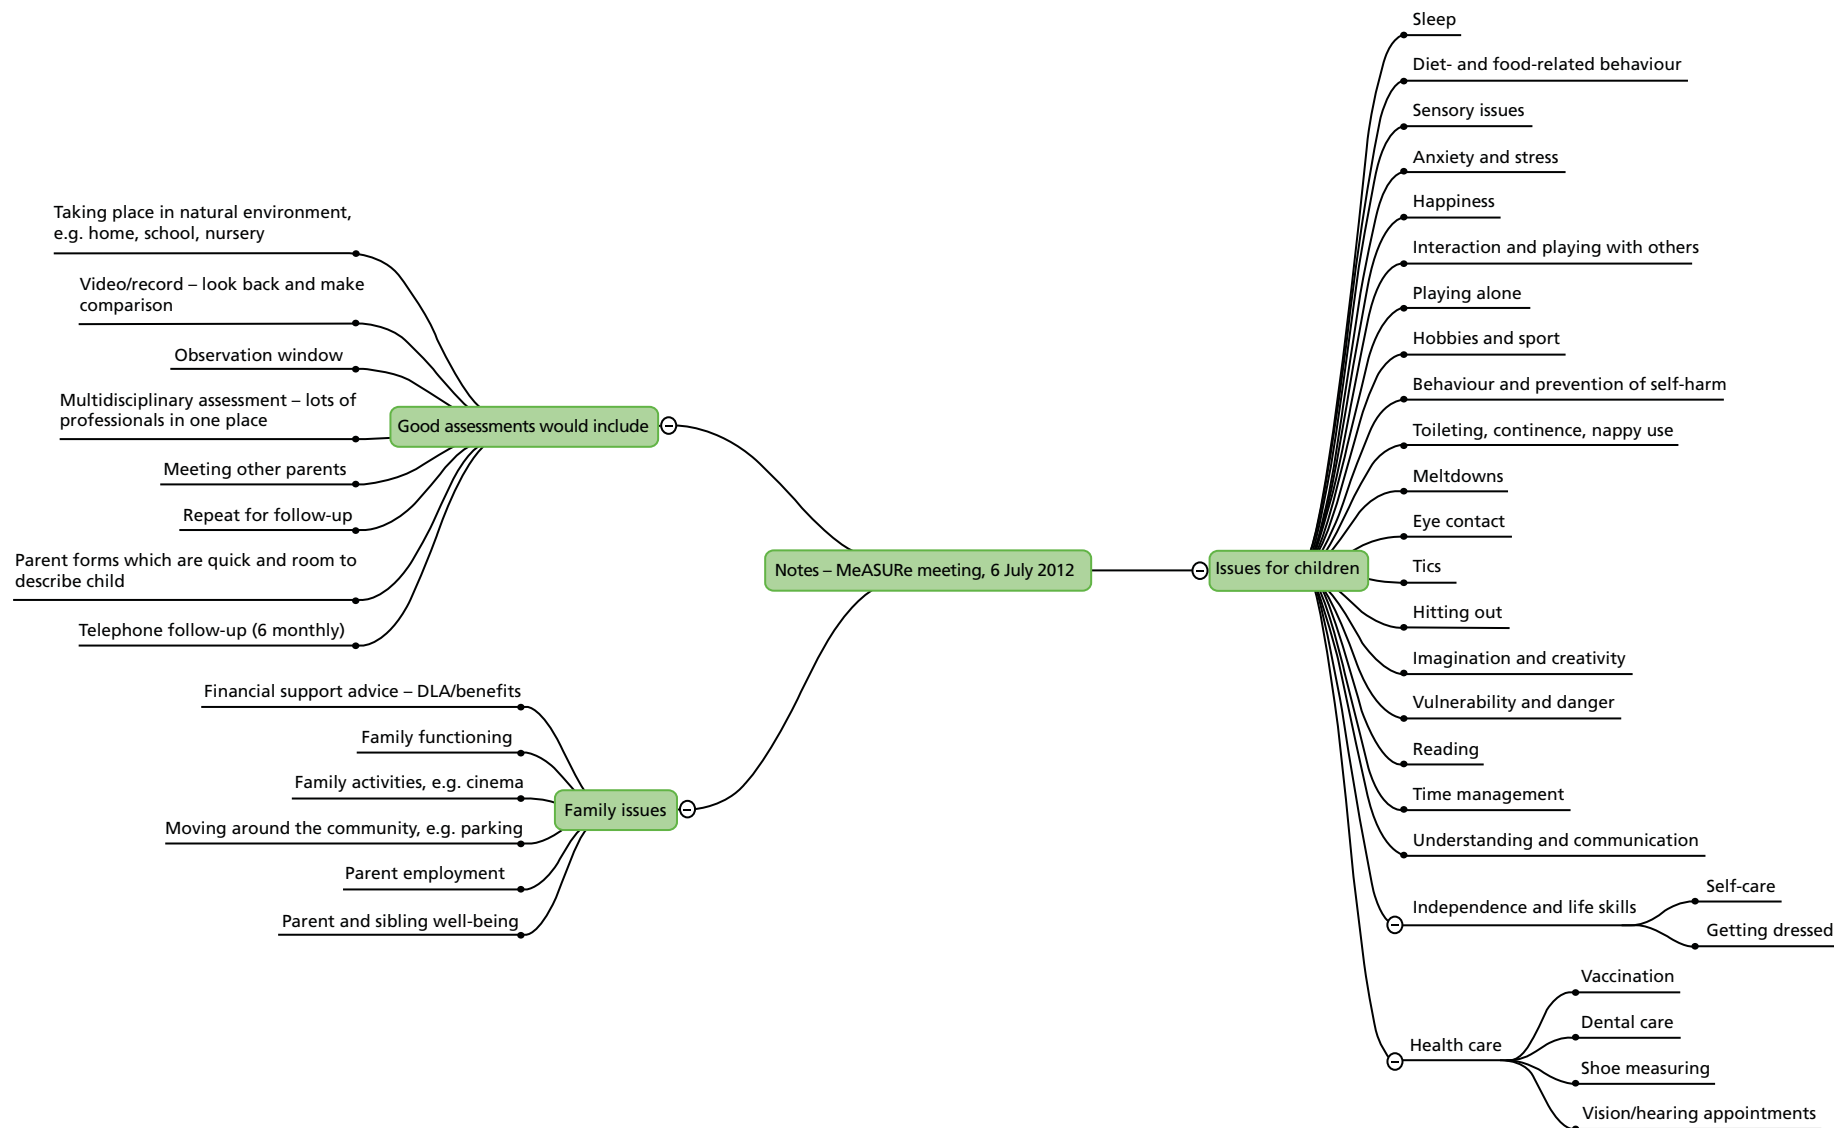 Notes – MeASURe meeting, 6 July 2012
Good assessments would include
Taking place in natural environment,
e.g. home, school, nursery
Video/record – look back and make
comparison
Observation window
Multidisciplinary assessment – lots of
professionals in one place
Meeting other parents
Repeat for follow-up
Parent forms which are quick and room to
describe child
Telephone follow-up (6 monthly)
Family issues
Financial support advice – DLA/benefits
Family functioning
Family activities, e.g. cinema
Moving around the community, e.g. parking
Parent employment
Parent and sibling well-being
Issues for children
Sleep
Diet- and food-related behaviour
Sensory issues
Anxiety and stress
Happiness
Interaction and playing with others
Playing alone
Hobbies and sport
Behaviour and prevention of self-harm
Toileting, continence, nappy use
Meltdowns
Eye contact
Tics
Hitting out
Imagination and creativity
Vulnerability and danger
Reading
Time management
Understanding and communication
Independence and life skills
Self-care
Getting dressed
Health care
Vaccination
Dental care
Shoe measuring
Vision/hearing appointments